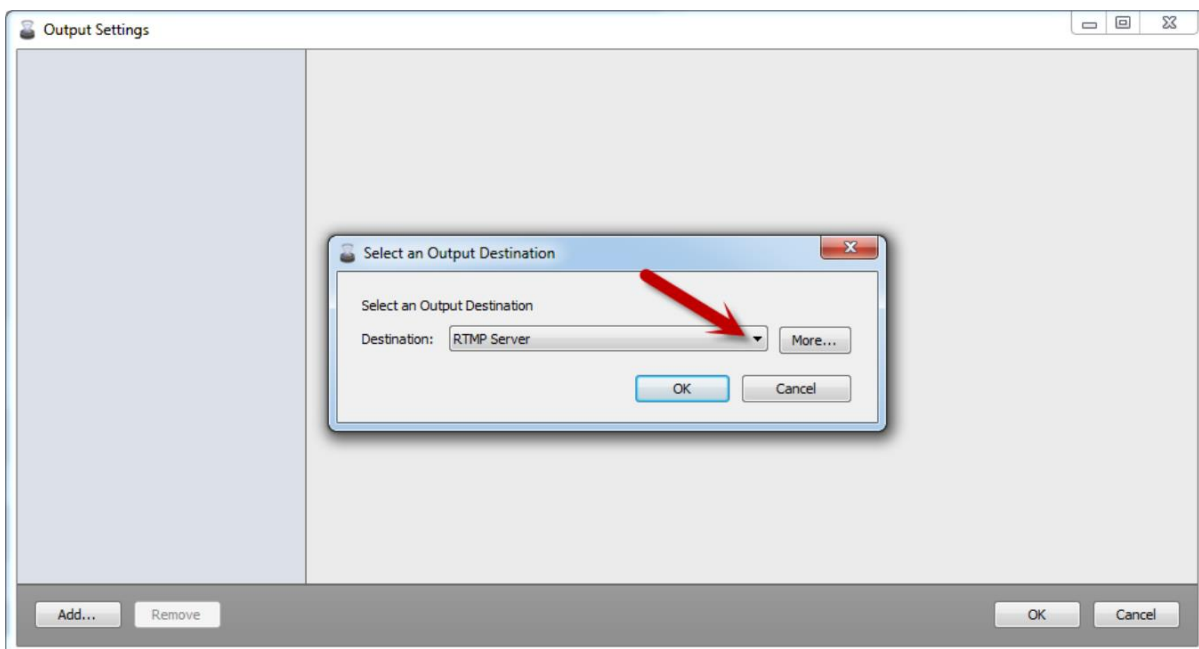 Output Settings
Select an Output Destination
Select an Output Destination
Destination: RTMP Server More...
OK Cancel
Add... Remove OK Cancel